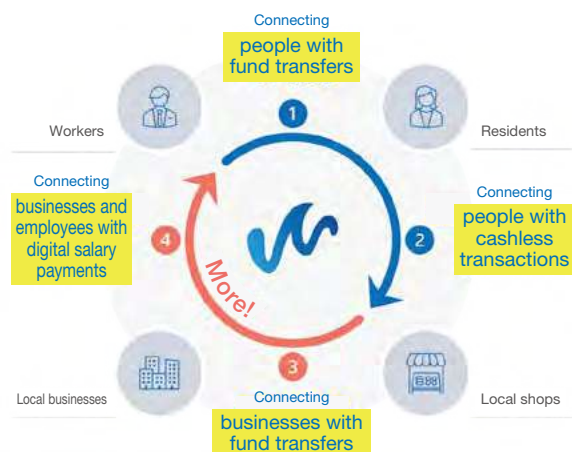 Connecting
people with
fund transfers
1
Workers
Residents
Connecting
businesses and
employees with
digital salary
payments
4
2
Connecting
people with
cashless
transactions
More!
3
Local businesses
Local shops
Connecting
businesses with
fund transfers